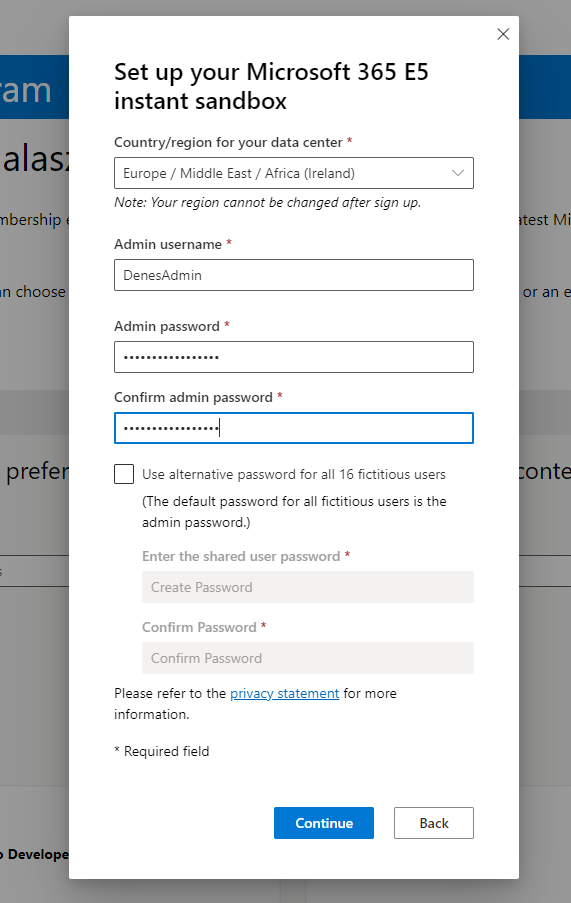 Set up your Microsoft 365 E5
instant sandbox
ram
alasz
Country/region for your data center *
Europe / Middle East / Africa (Ireland)
Note: Your region cannot be changed after sign up.
mbership
atest Mi
Admin username *
DenesAdmin
n choose
or an e
Admin password *
•••••••••••••••••
Confirm admin password *
•••••••••••••••••
prefer
conte
Use alternative password for all 16 fictitious users
(The default password for all fictitious users is the
admin password.)
Enter the shared user password *
Create Password
s
Confirm Password *
Confirm Password
Please refer to the privacy statement for more
information.
* Required field
Continue
Back
o Develope